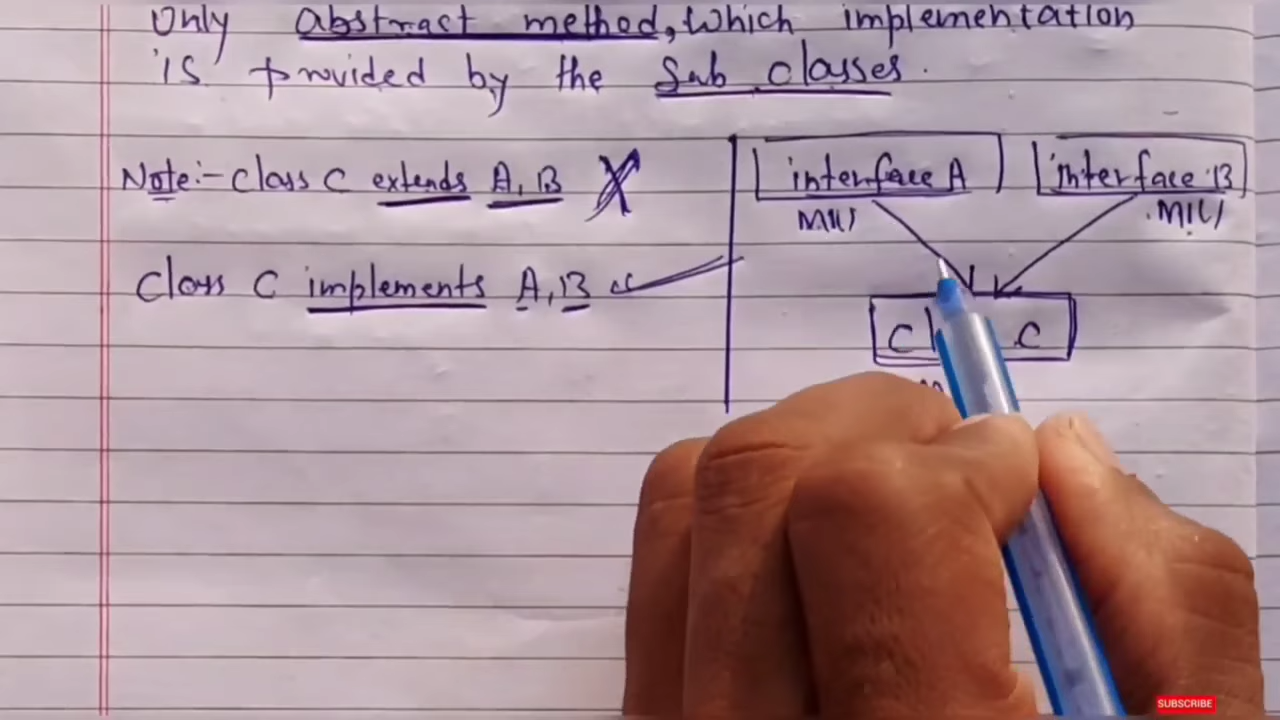 Only abstract method, which implementation
is provided by the Sub classes.
Note:- Class C extends A, B X
Class C implements A, B
interface A
interface B
M1()
M1()
C
SUBSCRIBE